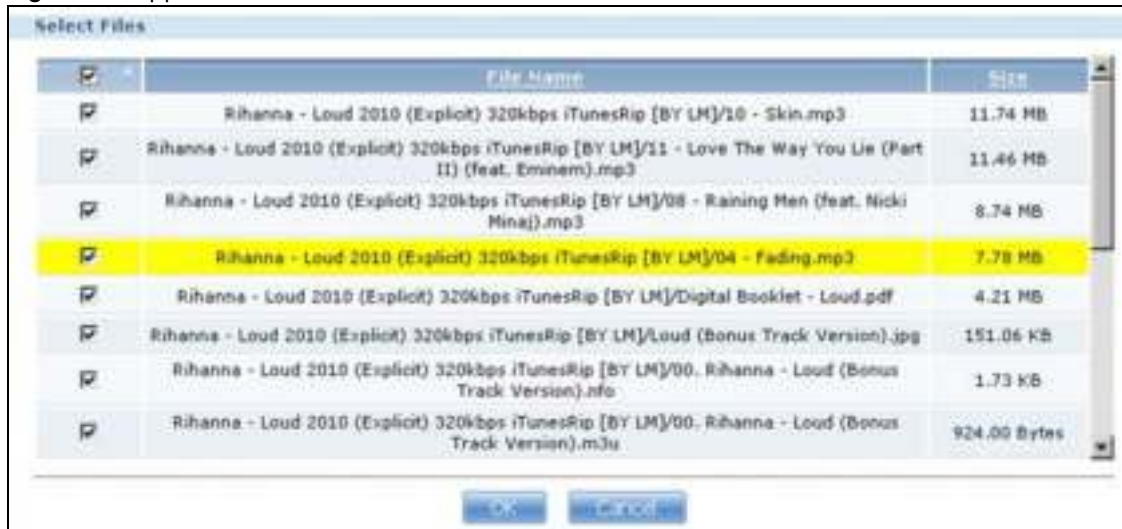 Select Files
File Name Size
Rihanna - Loud 2010 (Explicit) 320kbps iTunesRip [BY LM]/10 - Skin.mp3 11.74 MB
Rihanna - Loud 2010 (Explicit) 320kbps iTunesRip [BY LM]/11 - Love The Way You Lie (Part
II) (feat. Eminem).mp3 11.46 MB
Rihanna - Loud 2010 (Explicit) 320kbps iTunesRip [BY LM]/08 - Raining Men (feat. Nicki
Minaj).mp3 8.74 MB
Rihanna - Loud 2010 (Explicit) 320kbps iTunesRip [BY LM]/04 - Fading.mp3 7.78 MB
Rihanna - Loud 2010 (Explicit) 320kbps iTunesRip [BY LM]/Digital Booklet - Loud.pdf 4.21 MB
Rihanna - Loud 2010 (Explicit) 320kbps iTunesRip [BY LM]/Loud (Bonus Track Version).jpg 151.06 KB
Rihanna - Loud 2010 (Explicit) 320kbps iTunesRip [BY LM]/00. Rihanna - Loud (Bonus
Track Version).nfo 1.73 KB
Rihanna - Loud 2010 (Explicit) 320kbps iTunesRip [BY LM]/00. Rihanna - Loud (Bonus
Track Version).m3u 924.00 Bytes
OK Cancel